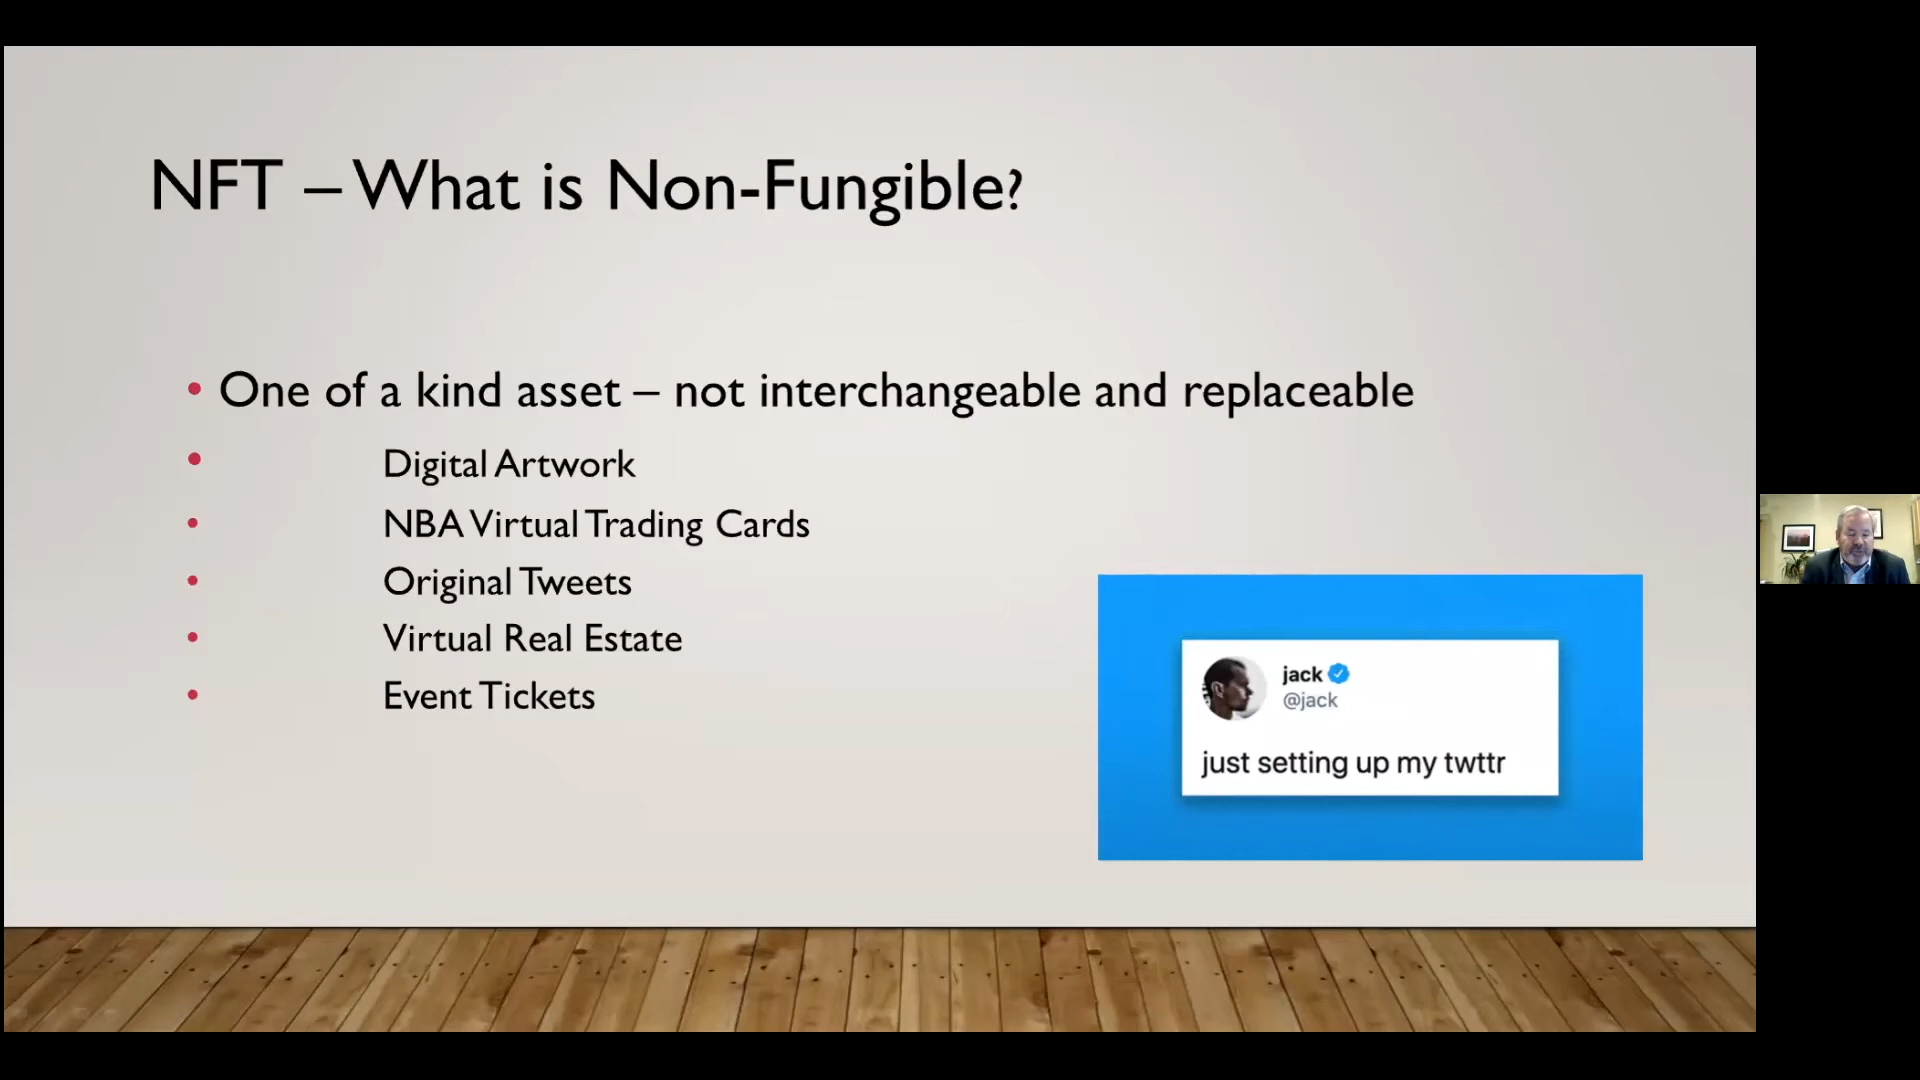 NFT – What is Non-Fungible?
• One of a kind asset – not interchangeable and replaceable
• Digital Artwork
• NBA Virtual Trading Cards
• Original Tweets
• Virtual Real Estate
• Event Tickets
jack
@jack
just setting up my twttr